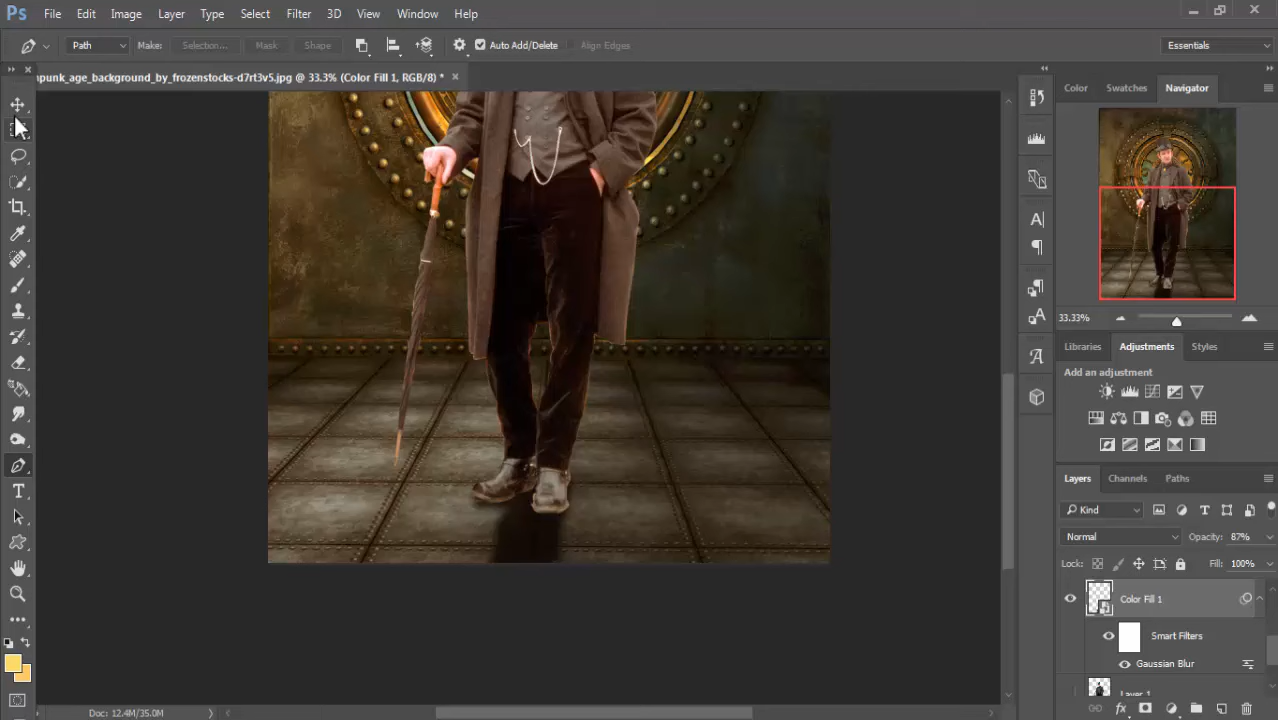 Ps File Edit Image Layer Type Select Filter 3D View Window Help
Path Make: Selection... Mask Shape Auto Add/Delete Align Edges Essentials
npunk_age_background_by_frozenstocks-d7rt3v5.jpg @ 33.3% (Color Fill 1, RGB/8) *
Color Swatches Navigator
33.33%
Libraries Adjustments Styles
Add an adjustment
Layers Channels Paths
Kind
Normal Opacity: 87%
Lock: Fill: 100%
Color Fill 1
Smart Filters
Gaussian Blur
Layer 1
Doc: 12.4M/35.0M